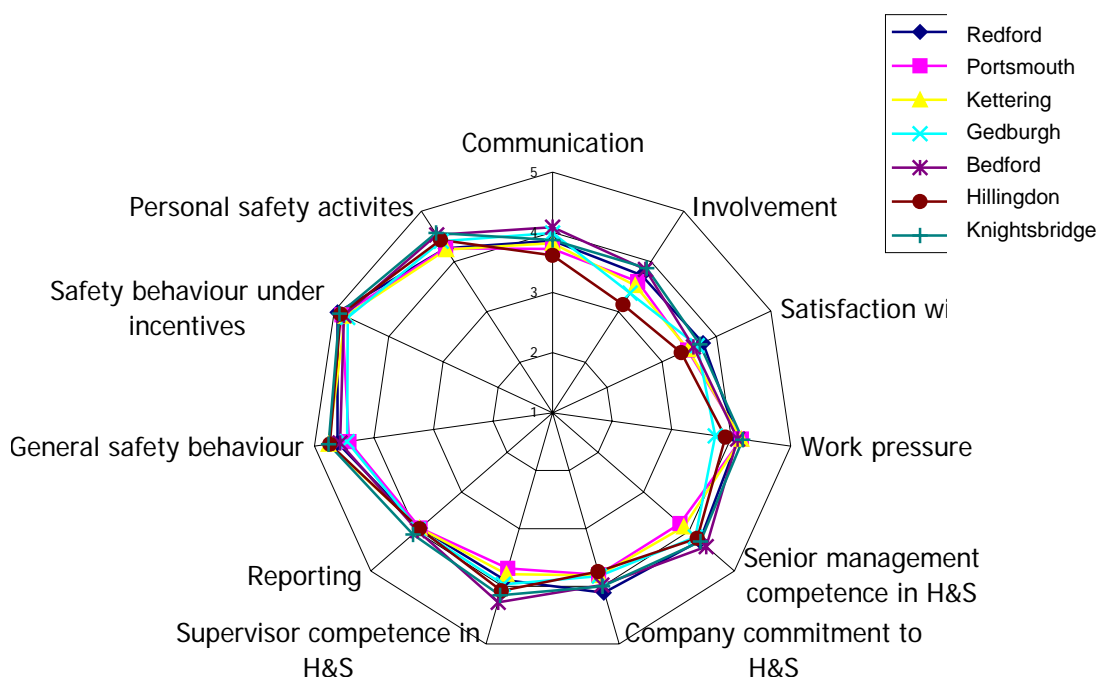 Redford
Portsmouth
Kettering
Gedburgh
Bedford
Hillingdon
Knightsbridge
Communication
5
Personal safety activites
Involvement
4
Safety behaviour under
incentives
3
Satisfaction wi
2
1
General safety behaviour
Work pressure
Senior management
competence in H&S
Reporting
Supervisor competence in
H&S
Company commitment to
H&S